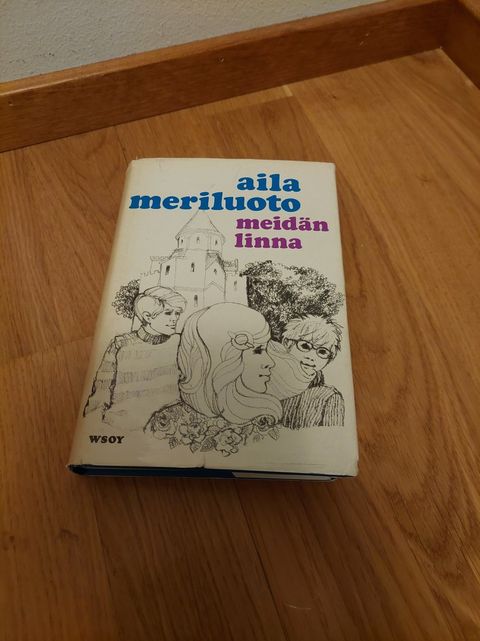 aila
meriluoto
meidän
linna
WSOY